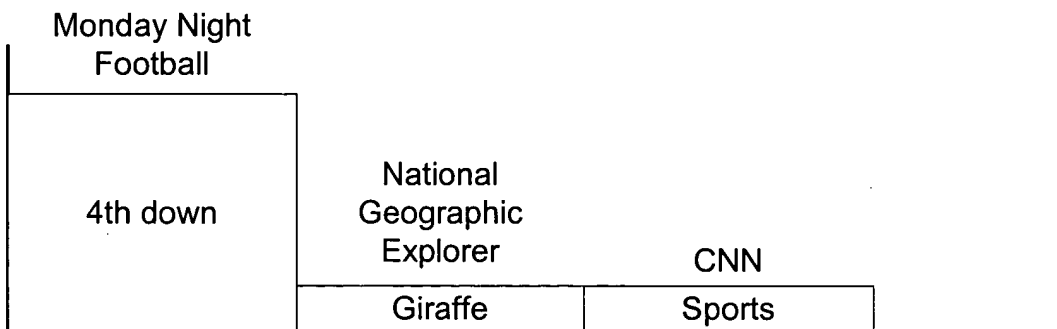 Monday Night
Football
4th down
National
Geographic
Explorer
CNN
Giraffe
Sports